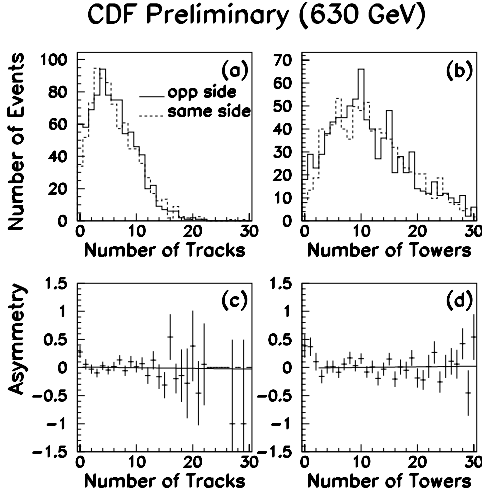 CDF Preliminary (630 GeV)
Number of Events
100
80
60
40
20
0
(a)
opp side
same side
0 10 20 30
Number of Tracks
70
60
50
40
30
20
10
0
(b)
0 10 20 30
Number of Towers
Asymmetry
1.5
1
0.5
0
-0.5
-1
-1.5
(c)
0 10 20 30
Number of Tracks
1.5
1
0.5
0
-0.5
-1
-1.5
(d)
0 10 20 30
Number of Towers